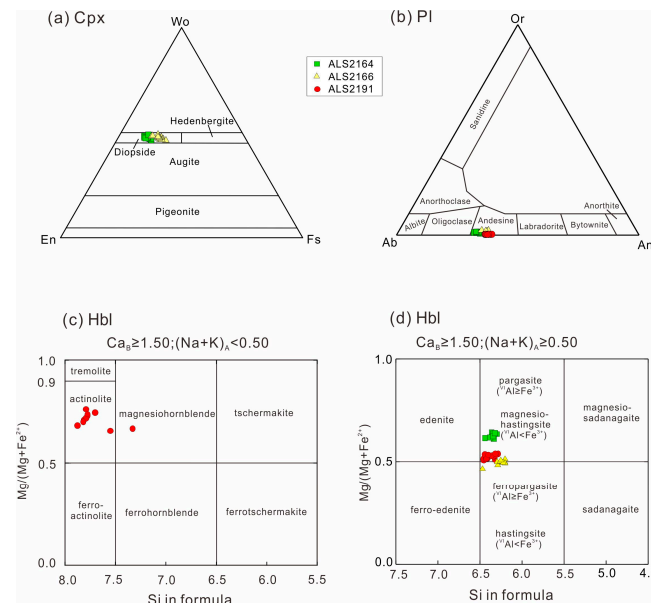 (a) Cpx
Wo
Hedenbergite
Diopside
Augite
Pigeonite
En
Fs
ALS2164
ALS2166
ALS2191
(b) Pl
Or
Sanidine
Anorthoclase
Anorthite
Albite
Oligoclase
Andesine
Labradorite
Bytownite
Ab
An
(c) Hbl
Ca_B≥1.50;(Na+K)_A<0.50
1.0
0.9
0.5
0.0
Mg/(Mg+Fe²⁺)
tremolite
actinolite
magnesiohornblende
tschermakite
ferro-
actinolite
ferrohornblende
ferrotschermakite
8.0 7.5 7.0 6.5 6.0 5.5
Si in formula
(d) Hbl
Ca_B≥1.50;(Na+K)_A≥0.50
1.0
0.5
0.0
Mg/(Mg+Fe²⁺)
pargasite
(ⱽᴵAl≥Fe³⁺)
edenite
magnesio-
hastingsite
(ⱽᴵAl<Fe³⁺)
magnesio-
sadanagaite
ferropargasite
(ⱽᴵAl≥Fe³⁺)
ferro-edenite
sadanagaite
hastingsite
(ⱽᴵAl<Fe³⁺)
7.5 7.0 6.5 6.0 5.5 5.0 4.
Si in formula